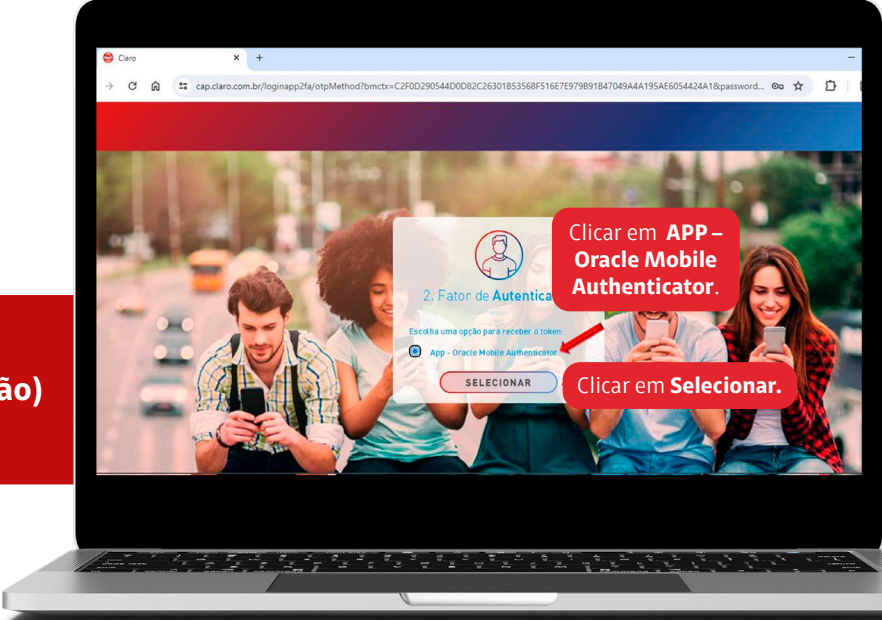 Claro
cap.claro.com.br/loginapp2fa/otpMethod?bmctx=C2F0D290544D0D82C26301B53568F516E7E979B91B47049A4A195AE6054424A1&password...
Clicar em APP –
Oracle Mobile
Authenticator.
2. Fator de Autentica
Escolha uma opção para receber o token:
App - Oracle Mobile Authenticator
SELECIONAR
Clicar em Selecionar.
ão)